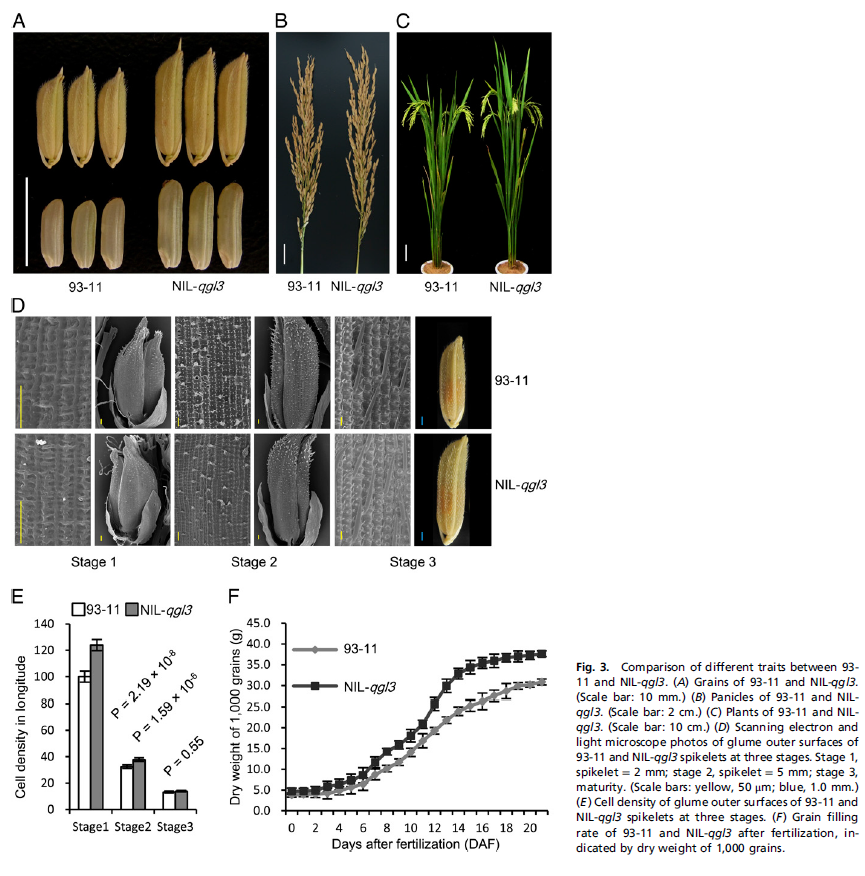 A
B
C
93-11
NIL-qgl3
93-11 NIL-qgl3
93-11
NIL-qgl3
D
93-11
NIL-qgl3
Stage 1
Stage 2
Stage 3
E
93-11 NIL-qgl3
Cell density in longitude
140
120
100
80
60
40
20
0
P = 2.19 × 10-8
P = 1.59 × 10-6
P = 0.55
Stage1 Stage2 Stage3
F
Dry weight of 1,000 grains (g)
45.0
40.0
35.0
30.0
25.0
20.0
15.0
10.0
5.0
0.0
93-11
NIL-qgl3
0 2 4 6 8 10 12 14 16 18 20
Days after fertilization (DAF)
Fig. 3. Comparison of different traits between 93-
11 and NIL-qgl3. (A) Grains of 93-11 and NIL-qgl3.
(Scale bar: 10 mm.) (B) Panicles of 93-11 and NIL-
qgl3. (Scale bar: 2 cm.) (C) Plants of 93-11 and NIL-
qgl3. (Scale bar: 10 cm.) (D) Scanning electron and
light microscope photos of glume outer surfaces of
93-11 and NIL-qgl3 spikelets at three stages. Stage 1,
spikelet = 2 mm; stage 2, spikelet = 5 mm; stage 3,
maturity. (Scale bars: yellow, 50 μm; blue, 1.0 mm.)
(E) Cell density of glume outer surfaces of 93-11 and
NIL-qgl3 spikelets at three stages. (F) Grain filling
rate of 93-11 and NIL-qgl3 after fertilization, in-
dicated by dry weight of 1,000 grains.